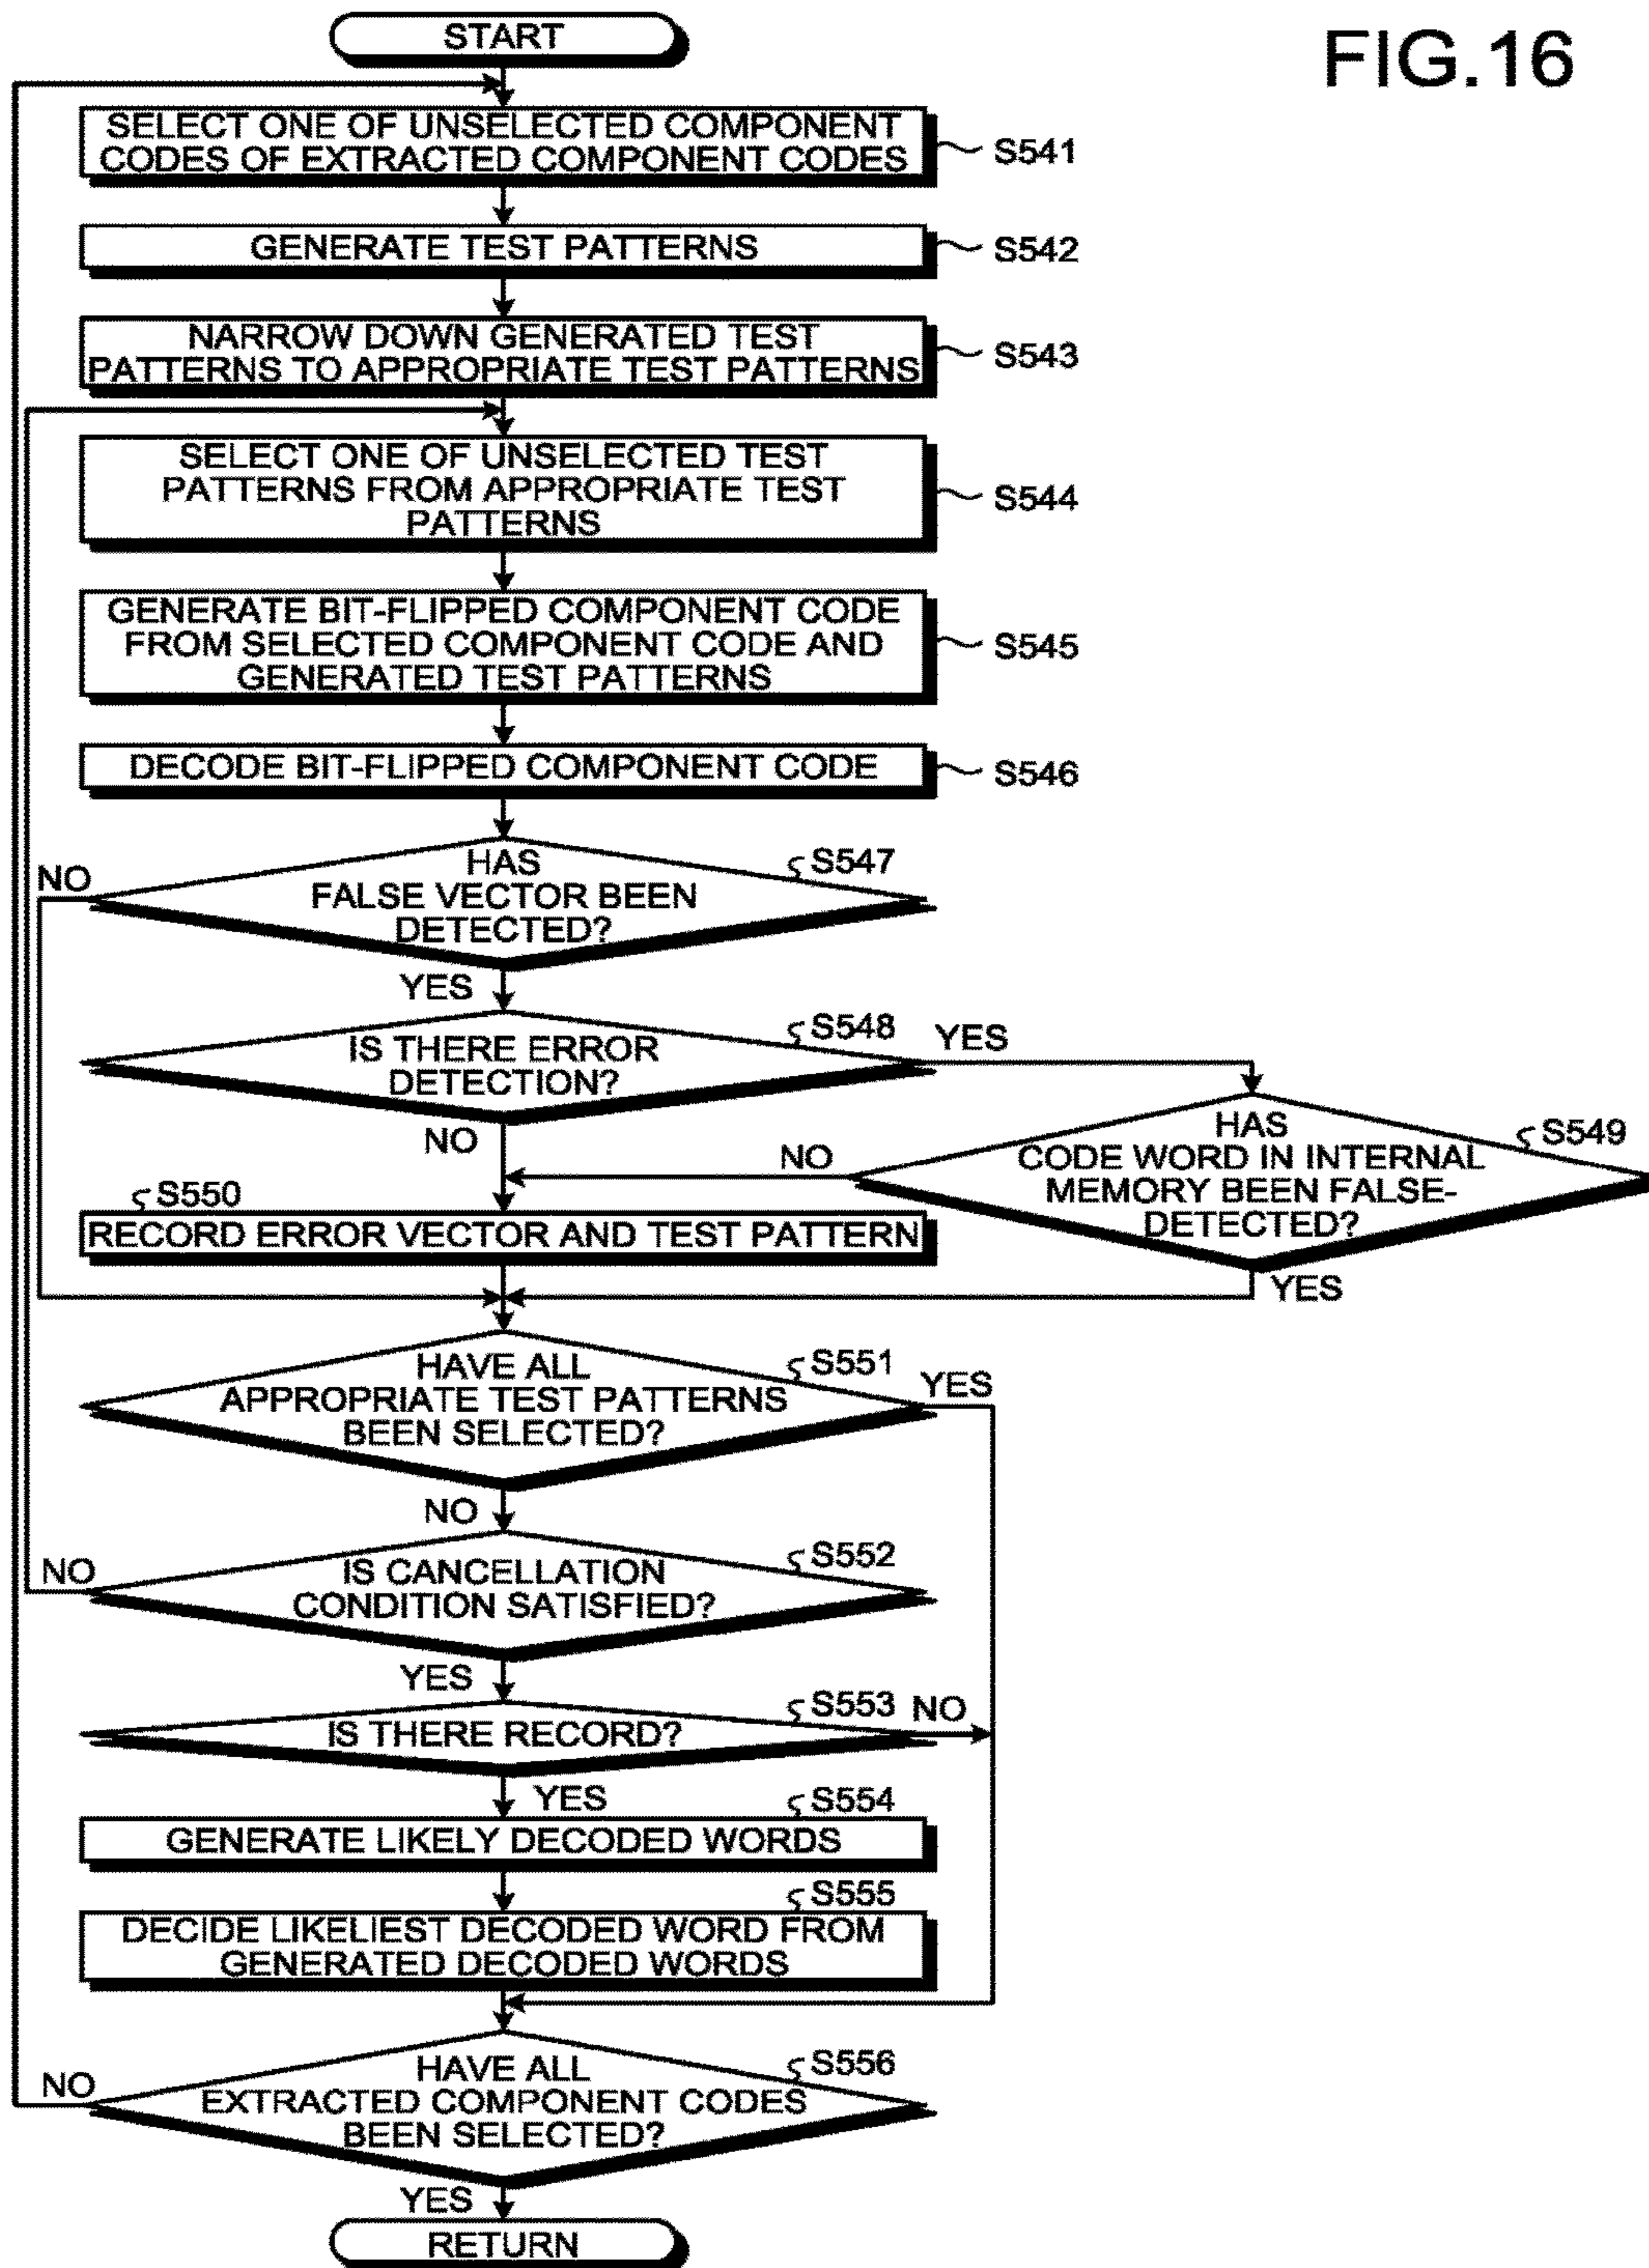 FIG.16
START
SELECT ONE OF UNSELECTED COMPONENT
CODES OF EXTRACTED COMPONENT CODES
S541
GENERATE TEST PATTERNS
S542
NARROW DOWN GENERATED TEST
PATTERNS TO APPROPRIATE TEST PATTERNS
S543
SELECT ONE OF UNSELECTED TEST
PATTERNS FROM APPROPRIATE TEST
PATTERNS
S544
GENERATE BIT-FLIPPED COMPONENT CODE
FROM SELECTED COMPONENT CODE AND
GENERATED TEST PATTERNS
S545
DECODE BIT-FLIPPED COMPONENT CODE
S546
HAS
FALSE VECTOR BEEN
DETECTED?
S547
NO
YES
IS THERE ERROR
DETECTION?
S548
YES
NO
HAS
CODE WORD IN INTERNAL
MEMORY BEEN FALSE-
DETECTED?
S549
NO
YES
S550
RECORD ERROR VECTOR AND TEST PATTERN
HAVE ALL
APPROPRIATE TEST PATTERNS
BEEN SELECTED?
S551
YES
NO
IS CANCELLATION
CONDITION SATISFIED?
S552
NO
YES
IS THERE RECORD?
S553
NO
YES
S554
GENERATE LIKELY DECODED WORDS
S555
DECIDE LIKELIEST DECODED WORD FROM
GENERATED DECODED WORDS
HAVE ALL
EXTRACTED COMPONENT CODES
BEEN SELECTED?
S556
NO
YES
RETURN